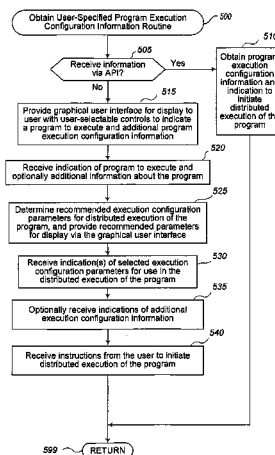 Obtain User-Specified Program Execution
Configuration Information Routine
500
505
Receive information
via API?
Yes
No
510
Obtain program
execution
configuration
information and
indication to
initiate
distributed
execution of the
program
515
Provide graphical user interface for display to
user with user-selectable controls to indicate
a program to execute and additional program
execution configuration information
520
Receive indication of program to execute and
optionally additional information about the program
525
Determine recommended execution configuration
parameters for distributed execution of the
program, and provide recommended parameters
for display via the graphical user interface
530
Receive indication(s) of selected execution
configuration parameters for use in the
distributed execution of the program
535
Optionally receive indications of additional
execution configuration information
540
Receive instructions from the user to initiate
distributed execution of the program
599
RETURN